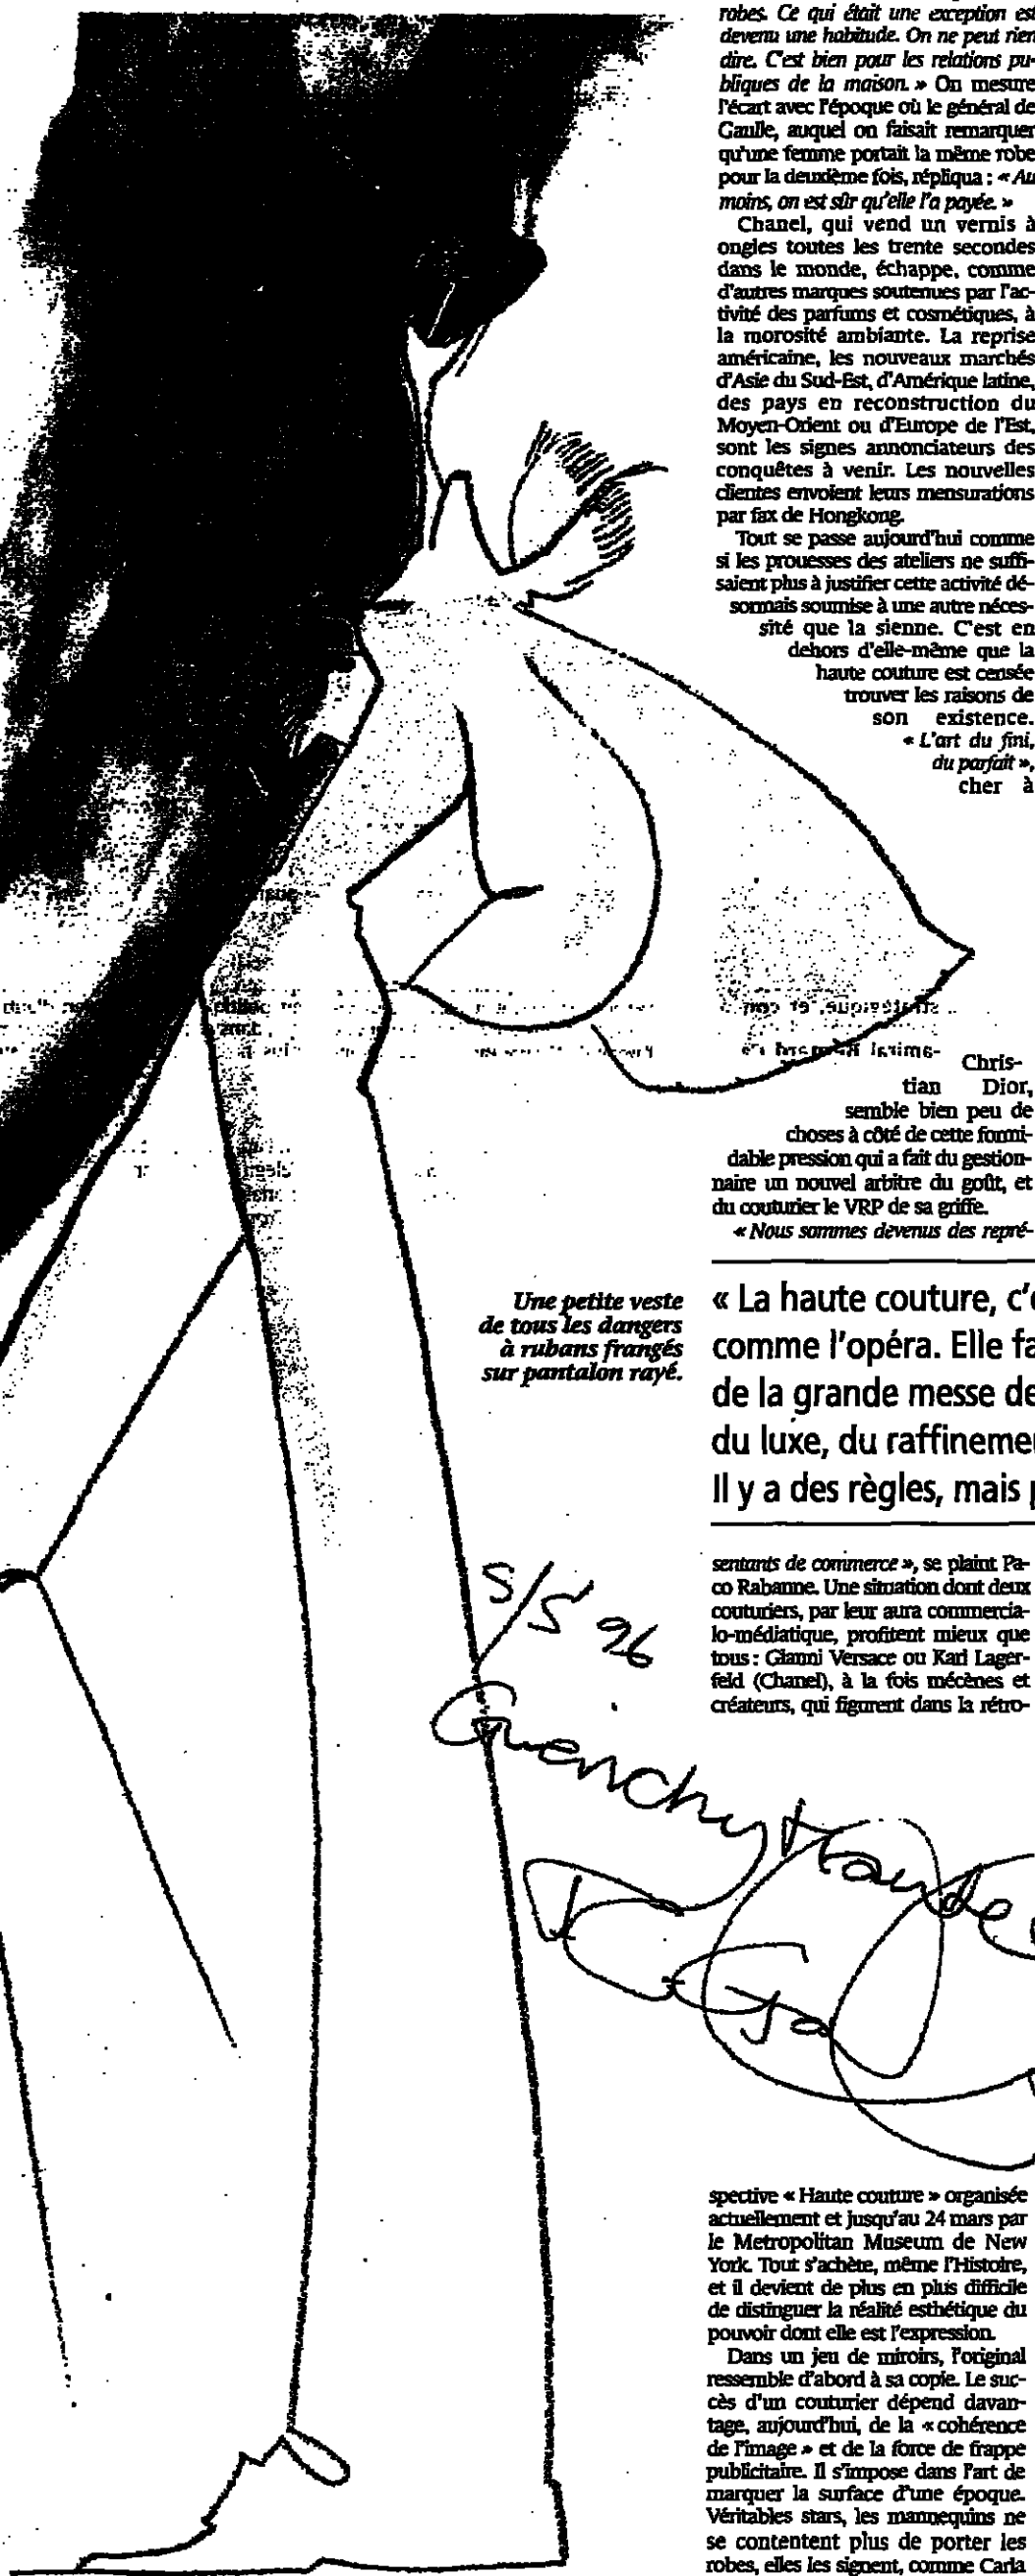 robes. Ce qui était une exception est
devenu une habitude. On ne peut rien
dire. C'est bien pour les relations pu-
bliques de la maison. » On mesure
l'écart avec l'époque où le général de
Gaulle, auquel on faisait remarquer
qu'une femme portait la même robe
pour la deuxième fois, répliqua : « Au
moins, on est sûr qu'elle l'a payée. »
Chanel, qui vend un vernis à
ongles toutes les trente secondes
dans le monde, échappe, comme
d'autres marques soutenues par l'ac-
tivité des parfums et cosmétiques, à
la morosité ambiante. La reprise
américaine, les nouveaux marchés
d'Asie du Sud-Est, d'Amérique latine,
des pays en reconstruction du
Moyen-Orient ou d'Europe de l'Est,
sont les signes annonciateurs des
conquêtes à venir. Les nouvelles
clientes envoient leurs mensurations
par fax de Hongkong.
Tout se passe aujourd'hui comme
si les prouesses des ateliers ne suffi-
saient plus à justifier cette activité dé-
sormais soumise à une autre néces-
sité que la sienne. C'est en
dehors d'elle-même que la
haute couture est censée
trouver les raisons de
son existence.
« L'art du fini,
du parfait »,
cher à
Chris-
tian Dior,
semble bien peu de
choses à côté de cette formi-
dable pression qui a fait du gestion-
naire un nouvel arbitre du goût, et
du couturier le VRP de sa griffe.
« Nous sommes devenus des repré-
Une petite veste
de tous les dangers
à rubans frangés
sur pantalon rayé.
« La haute couture, c'e
comme l'opéra. Elle fa
de la grande messe de
du luxe, du raffineme
Il y a des règles, mais p
sentants de commerce », se plaint Pa-
co Rabanne. Une situation dont deux
couturiers, par leur aura commercia-
lo-médiatique, profitent mieux que
tous : Gianni Versace ou Karl Lager-
feld (Chanel), à la fois mécènes et
créateurs, qui figurent dans la rétro-
S/S 96
Givenchy Haute
spective « Haute couture » organisée
actuellement et jusqu'au 24 mars par
le Metropolitan Museum de New
York. Tout s'achète, même l'Histoire,
et il devient de plus en plus difficile
de distinguer la réalité esthétique du
pouvoir dont elle est l'expression.
Dans un jeu de miroirs, l'original
ressemble d'abord à sa copie. Le suc-
cès d'un couturier dépend davan-
tage, aujourd'hui, de la « cohérence
de l'image » et de la force de frappe
publicitaire. Il s'impose dans l'art de
marquer la surface d'une époque.
Véritables stars, les mannequins ne
se contentent plus de porter les
robes, elles les signent, comme Carla